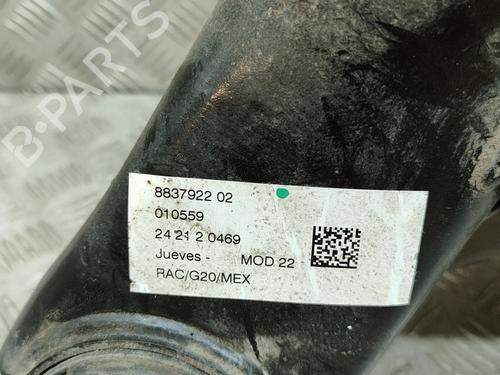 B-PARTS
8837922 02
010559
24 21 2 0469
Jueves - MOD 22 -
RAC/G20/MEX